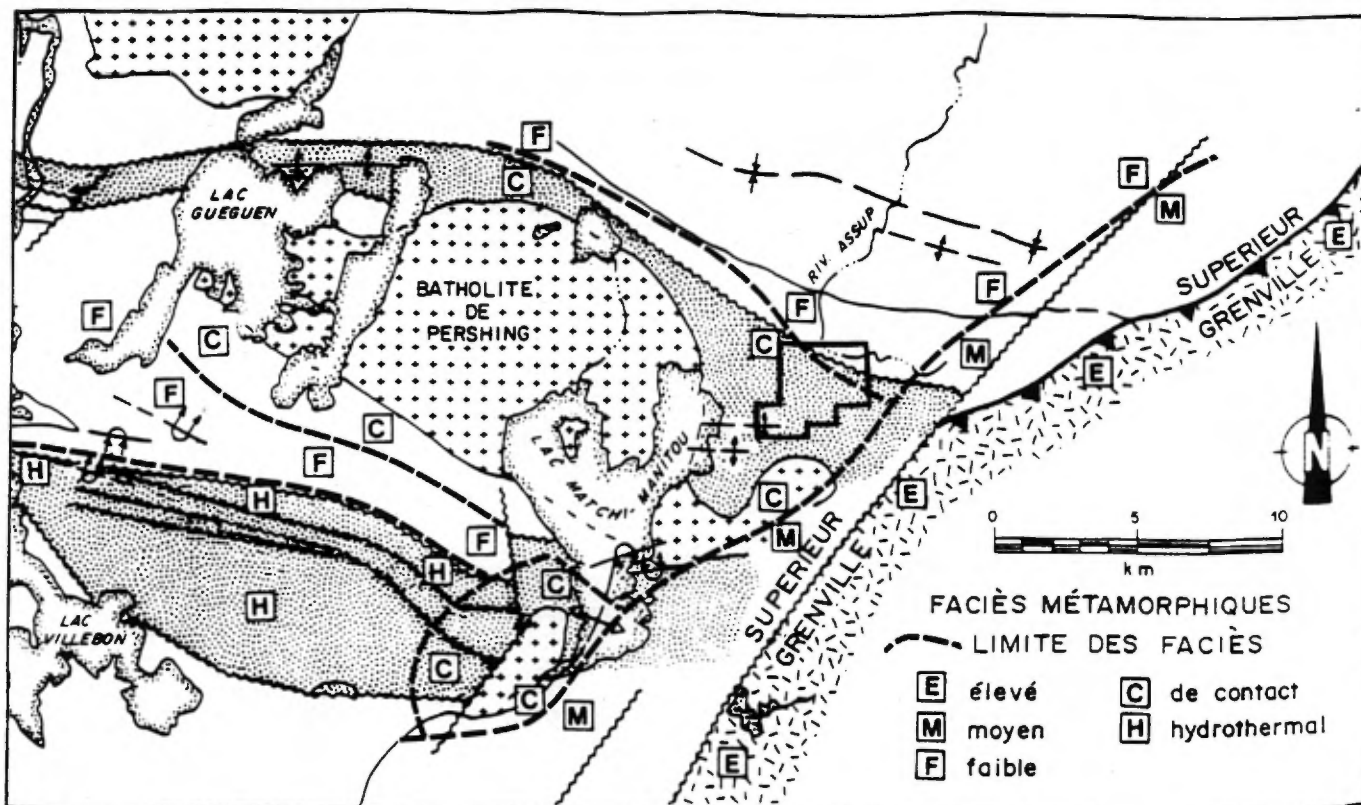 F
C
LAC
GUEGUEN
RIV. ASSUP
F
M
BATHOLITE
DE
PERSHING
SUPERIEUR
GRENVILLE
E
F
C
F
F
C
M
E
F
C
F
LAC MATCHI-
MANITOU
N
H
H
C
M
E
F
H
C
SUPERIEUR
GRENVILLE
0 5 10
km
H
LAC
VILLEBON
C
C
M
E
FACIÈS MÉTAMORPHIQUES
LIMITE DES FACIÈS
E élevé
C de contact
M moyen
H hydrothermal
F faible